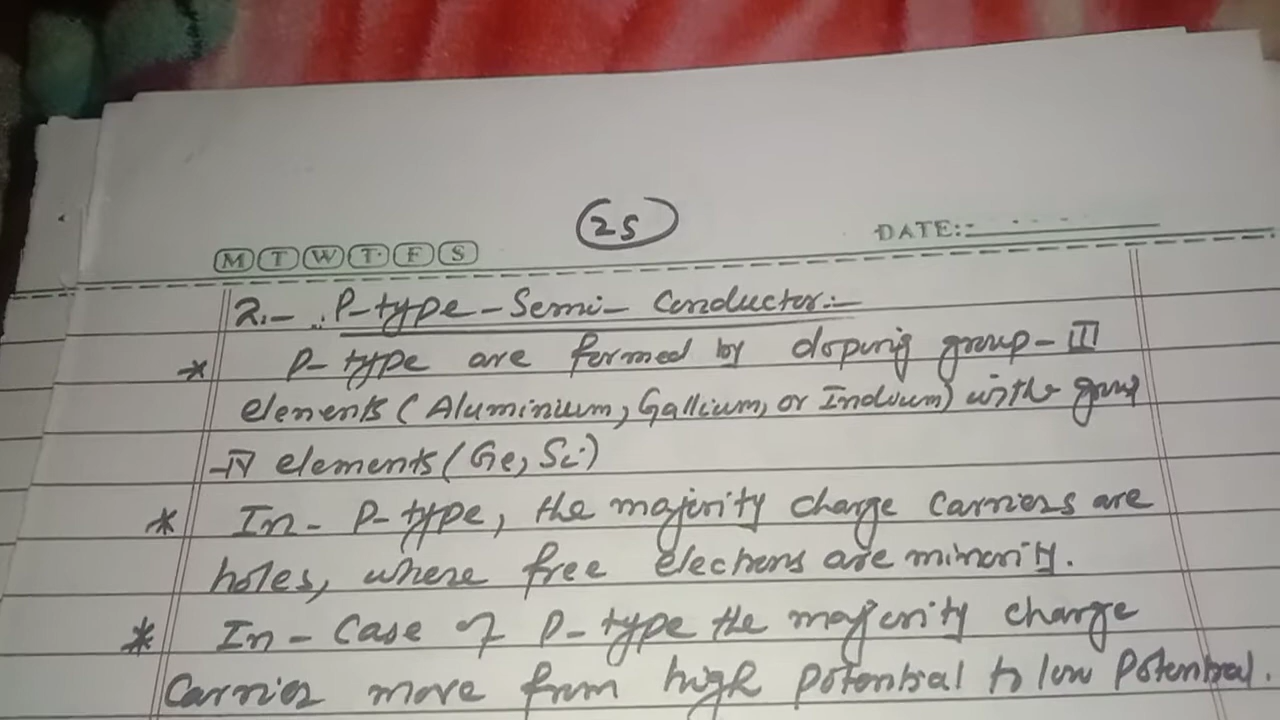 25
DATE:-
M T W T F S
2.- P-type-Semi-Conductor:-
* P-type are formed by doping group-III
elements (Aluminium, Gallium, or Indium) with group
-IV elements (Ge, Si)
* In- P-type, the majority charge carriers are
holes, where free electrons are minority.
* In-Case of P-type the majority charge
Carrier move from high potential to low potential.